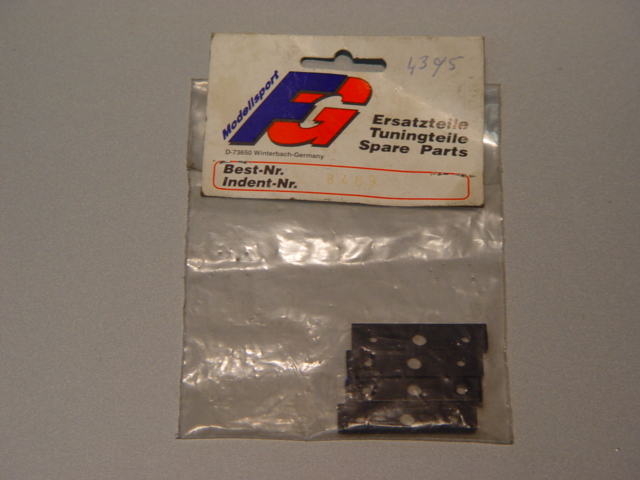 4395
Modellsport
FG
Ersatzteile
Tuningteile
Spare Parts
D-73650 Winterbach-Germany
Best-Nr.
Indent-Nr.